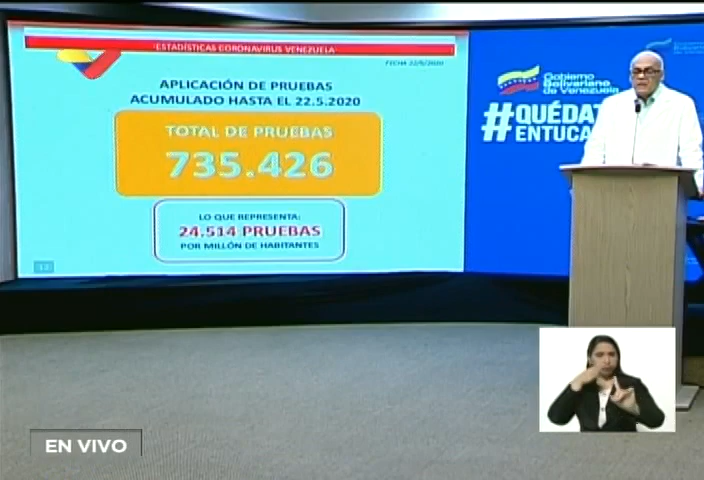 ESTADÍSTICAS CORONAVIRUS VENEZUELA
FECHA 22/5/2020
APLICACIÓN DE PRUEBAS
ACUMULADO HASTA EL 22.5.2020
TOTAL DE PRUEBAS
735.426
LO QUE REPRESENTA:
24.514 PRUEBAS
POR MILLÓN DE HABITANTES
Gobierno
Bolivariano
de Venezuela
#QUÉDAT
ENTUCA
EN VIVO